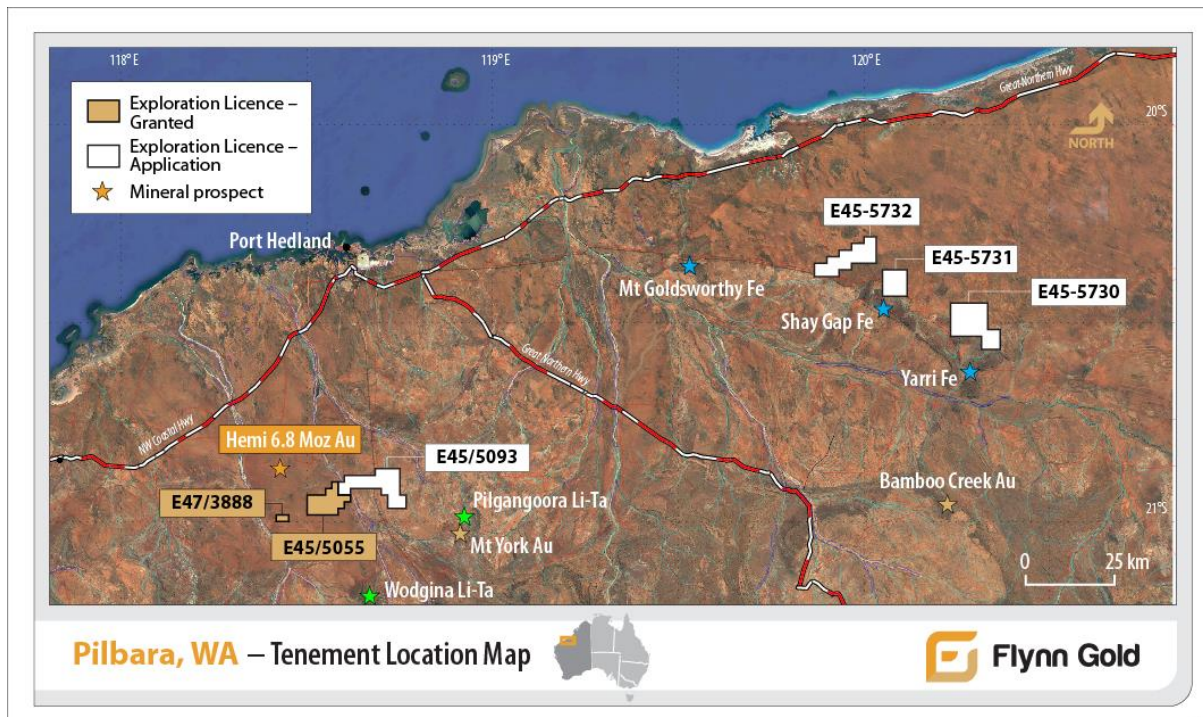 118° E
119° E
120° E
20°S
21°S
Exploration Licence –
Granted
Exploration Licence –
Application
Mineral prospect
Great Northern Hwy
NORTH
Port Hedland
E45-5732
E45-5731
E45-5730
Mt Goldsworthy Fe
Shay Gap Fe
Yarri Fe
Great Northern Hwy
NW Coastal Hwy
Hemi 6.8 Moz Au
E45/5093
E47/3888
E45/5055
Pilgangoora Li-Ta
Mt York Au
Wodgina Li-Ta
Bamboo Creek Au
0 25 km
Pilbara, WA – Tenement Location Map
Flynn Gold